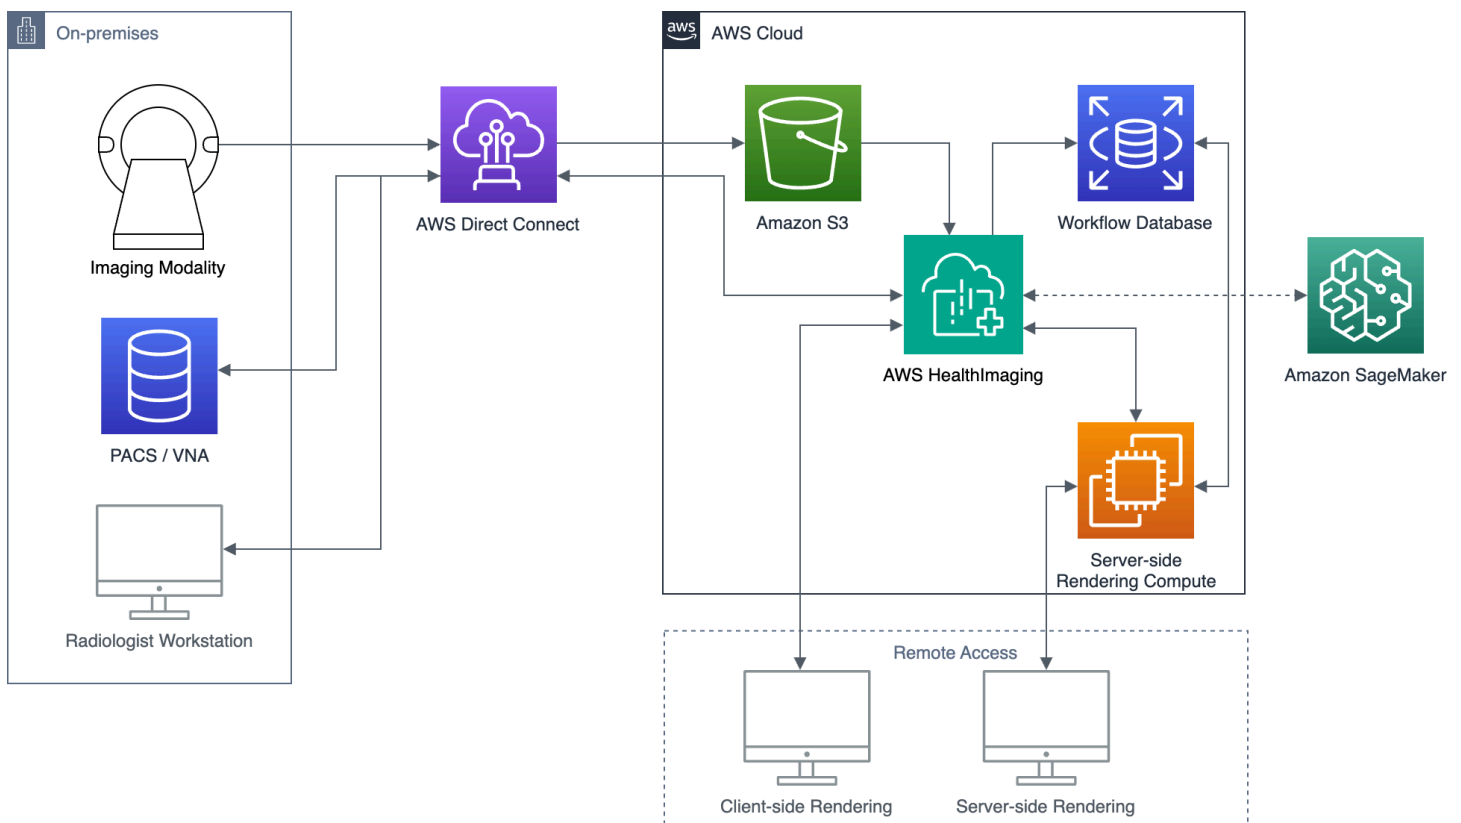 On-premises
aws
AWS Cloud
Imaging Modality
AWS Direct Connect
Amazon S3
Workflow Database
AWS HealthImaging
Amazon SageMaker
PACS / VNA
Server-side
Rendering Compute
Radiologist Workstation
Remote Access
Client-side Rendering
Server-side Rendering